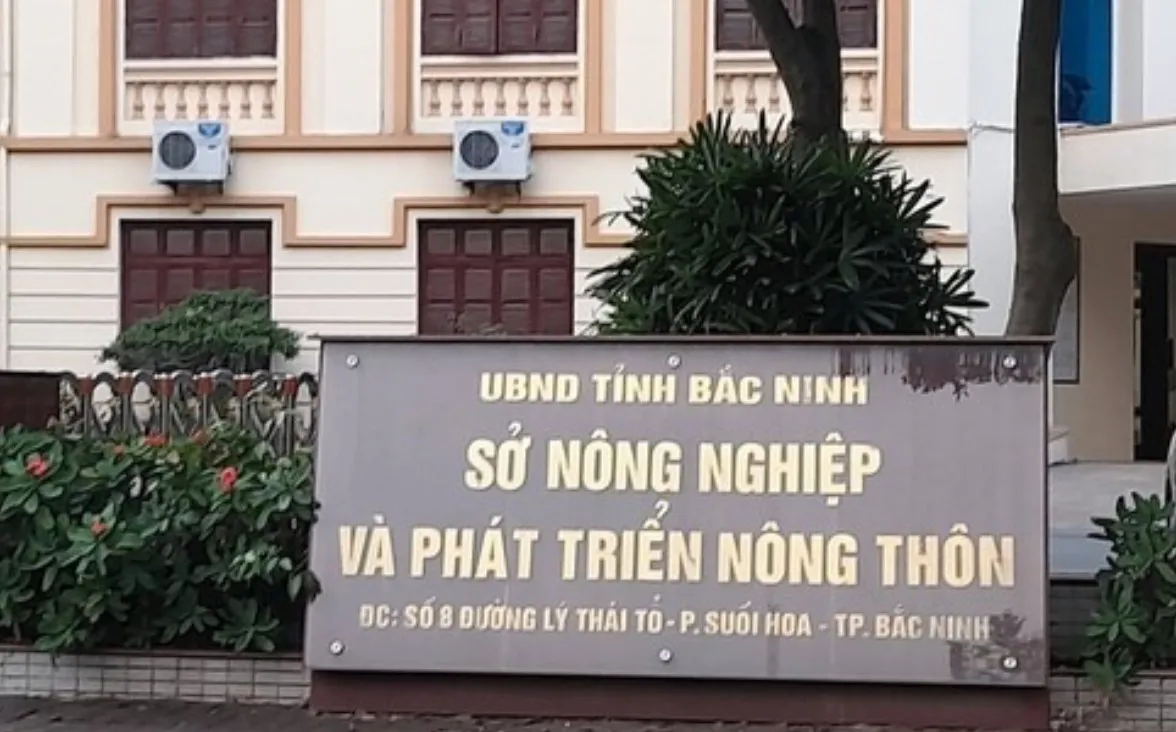 UBND TỈNH BẮC NINH
SỞ NÔNG NGHIỆP
VÀ PHÁT TRIỂN NÔNG THÔN
ĐC: SỐ 8 ĐƯỜNG LÝ THÁI TỔ - P. SUỐI HOA - TP. BẮC NINH